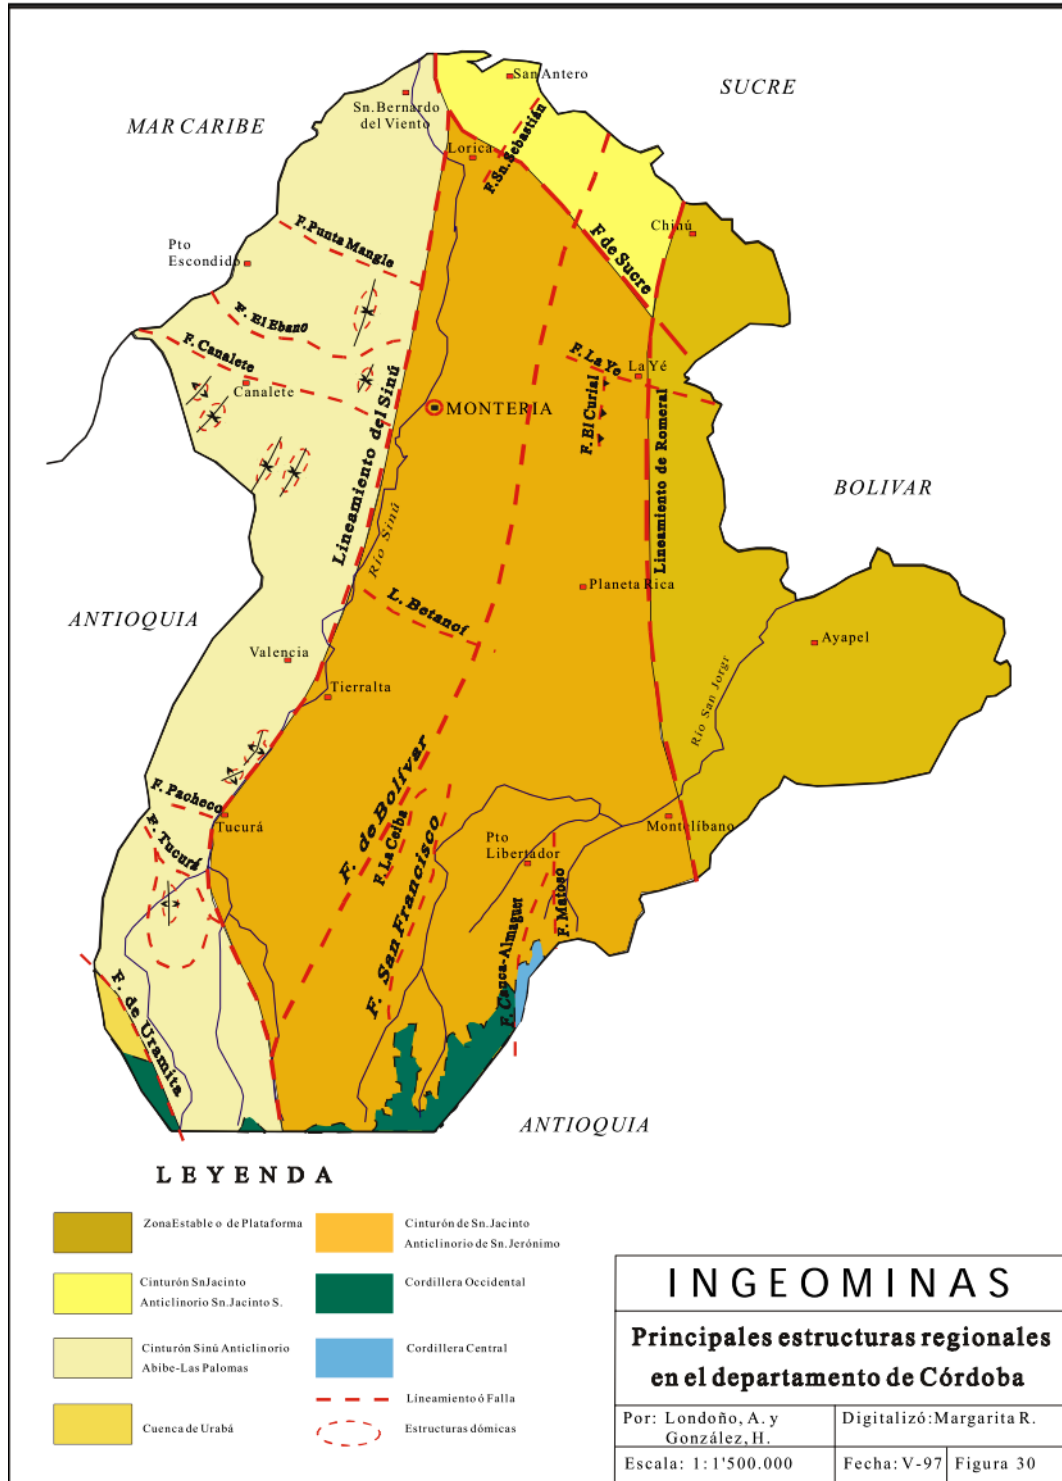 SUCRE
San Antero
Sn. Bernardo
del Viento
MAR CARIBE
F. Sn. Sebastián
Lorica
F. Punta Mangle
Chinú
Pto
Escondido
F de Sucre
F. El Ebano
F. Canalete
F. La Ye
La Yé
Canalete
MONTERIA
F. El Curial
Lineamiento del Sinú
Lineamiento de Romeral
BOLIVAR
Río Sinú
Planeta Rica
L. Betancí
ANTIOQUIA
Ayapel
Valencia
Tierralta
Río San Jorgr
F. de Bolívar
F. Pacheco
Tucurá
F. Tucurá
F. La Ceiba
F. San Francisco
Pto
Libertador
Montelíbano
F. Matoso
F. Cauca-Almaguer
F. de Uramita
ANTIOQUIA
LEYENDA
Zona Estable o de Plataforma
Cinturón Sn Jacinto
Anticlinorio Sn. Jacinto S.
Cinturón Sinú Anticlinorio
Abibe-Las Palomas
Cuenca de Urabá
Cinturón de Sn. Jacinto
Anticlinorio de Sn. Jerónimo
Cordillera Occidental
Cordillera Central
Lineamiento ó Falla
Estructuras dómicas
INGEOMINAS
Principales estructuras regionales
en el departamento de Córdoba
Por: Londoño, A. y
González, H.
Digitalizó: Margarita R.
Escala: 1:1'500.000
Fecha: V-97
Figura 30